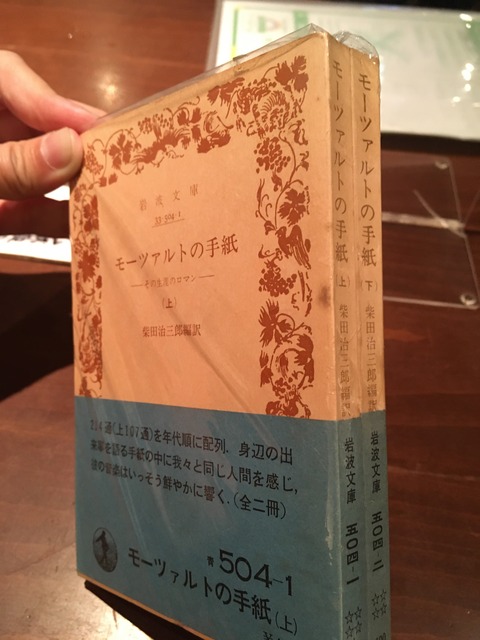 岩波文庫
33-504-1
モーツァルトの手紙
―その生涯のロマン―
(上)
柴田治三郎編訳
通(上107通)を年代順に配列．身辺の出
来事を語る手紙の中に我々と同じ人間を感じ，
彼の音楽はいっそう鮮やかに響く．(全二冊)
青 504-1
モーツァルトの手紙(上)
モーツァルトの手紙(上) 柴田治三郎編訳
岩波文庫 五〇四-一
☆☆
モーツァルトの手紙(下) 柴田治三郎編訳
岩波文庫 五〇四-二
☆☆